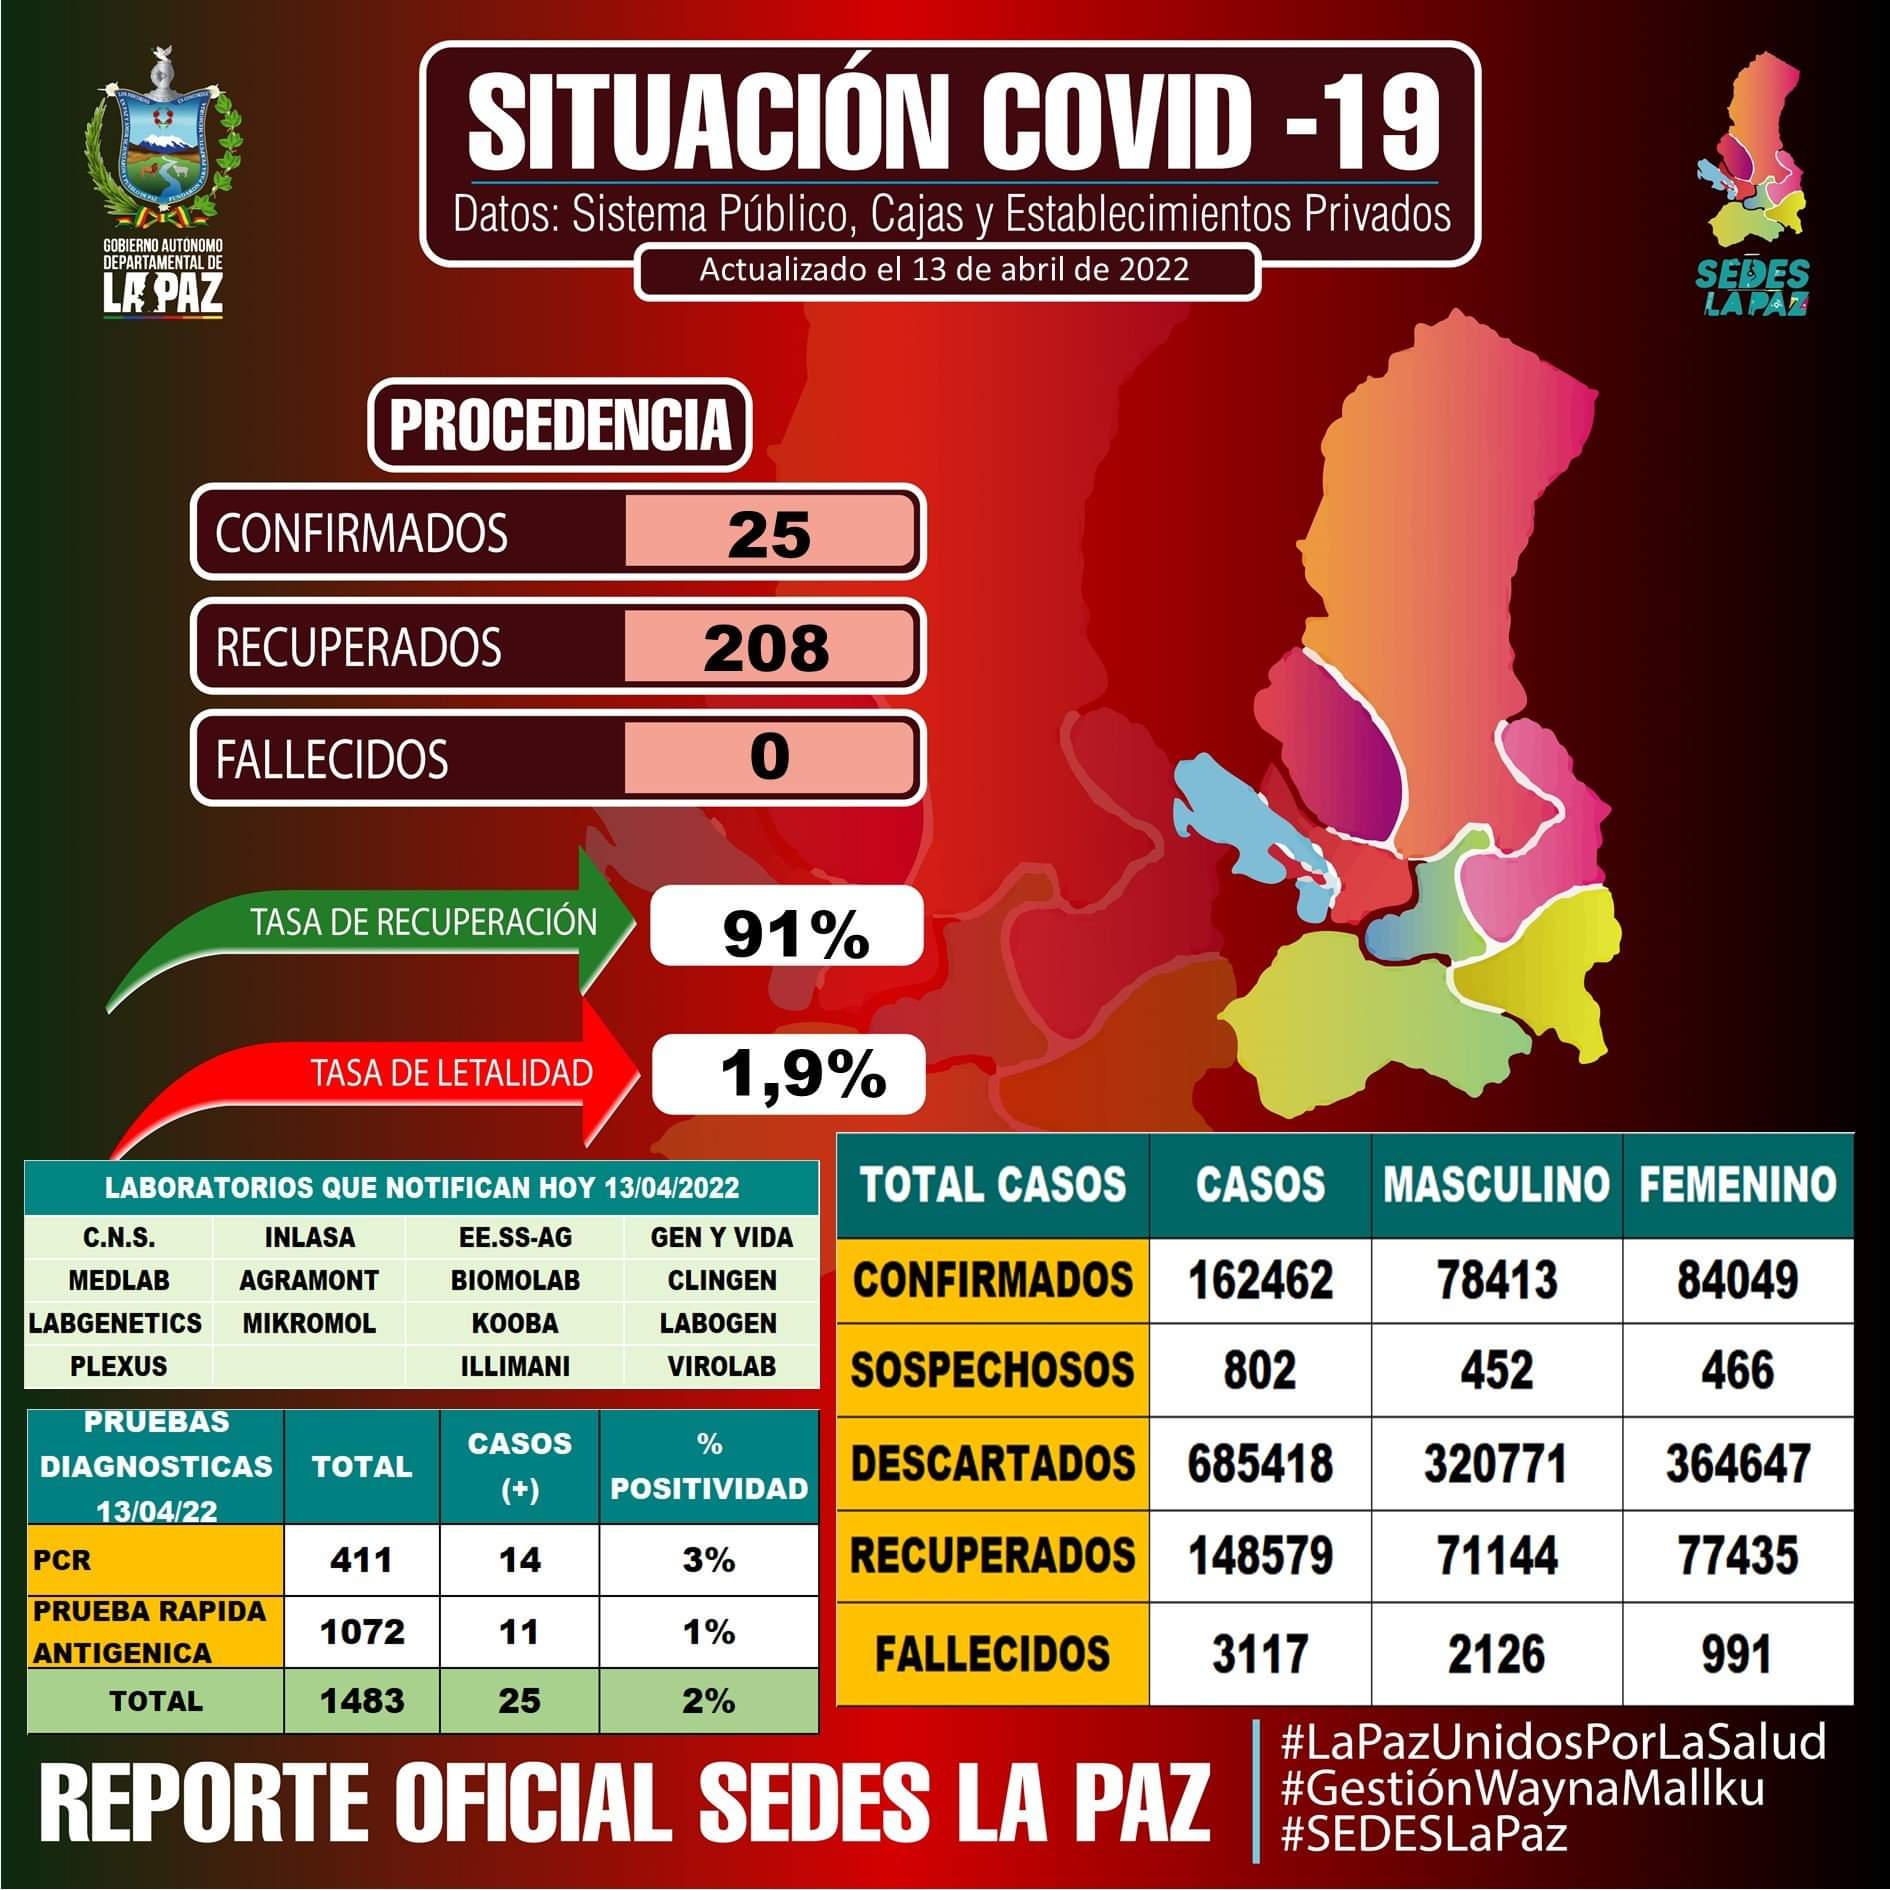 SITUACIÓN COVID -19
Datos: Sistema Público, Cajas y Establecimientos Privados
Actualizado el 13 de abril de 2022
GOBIERNO AUTÓNOMO
DEPARTAMENTAL DE
LA PAZ
SEDES
LA PAZ
PROCEDENCIA
CONFIRMADOS 25
RECUPERADOS 208
FALLECIDOS 0
TASA DE RECUPERACIÓN 91%
TASA DE LETALIDAD 1,9%
LABORATORIOS QUE NOTIFICAN HOY 13/04/2022
C.N.S. INLASA EE.SS-AG GEN Y VIDA
MEDLAB AGRAMONT BIOMOLAB CLINGEN
LABGENETICS MIKROMOL KOOBA LABOGEN
PLEXUS ILLIMANI VIROLAB
PRUEBAS
DIAGNOSTICAS
13/04/22
TOTAL
CASOS
(+)
%
POSITIVIDAD
PCR 411 14 3%
PRUEBA RAPIDA
ANTIGENICA
1072 11 1%
TOTAL 1483 25 2%
TOTAL CASOS CASOS MASCULINO FEMENINO
CONFIRMADOS 162462 78413 84049
SOSPECHOSOS 802 452 466
DESCARTADOS 685418 320771 364647
RECUPERADOS 148579 71144 77435
FALLECIDOS 3117 2126 991
REPORTE OFICIAL SEDES LA PAZ
#LaPazUnidosPorLaSalud
#GestiónWaynaMallku
#SEDESLaPaz